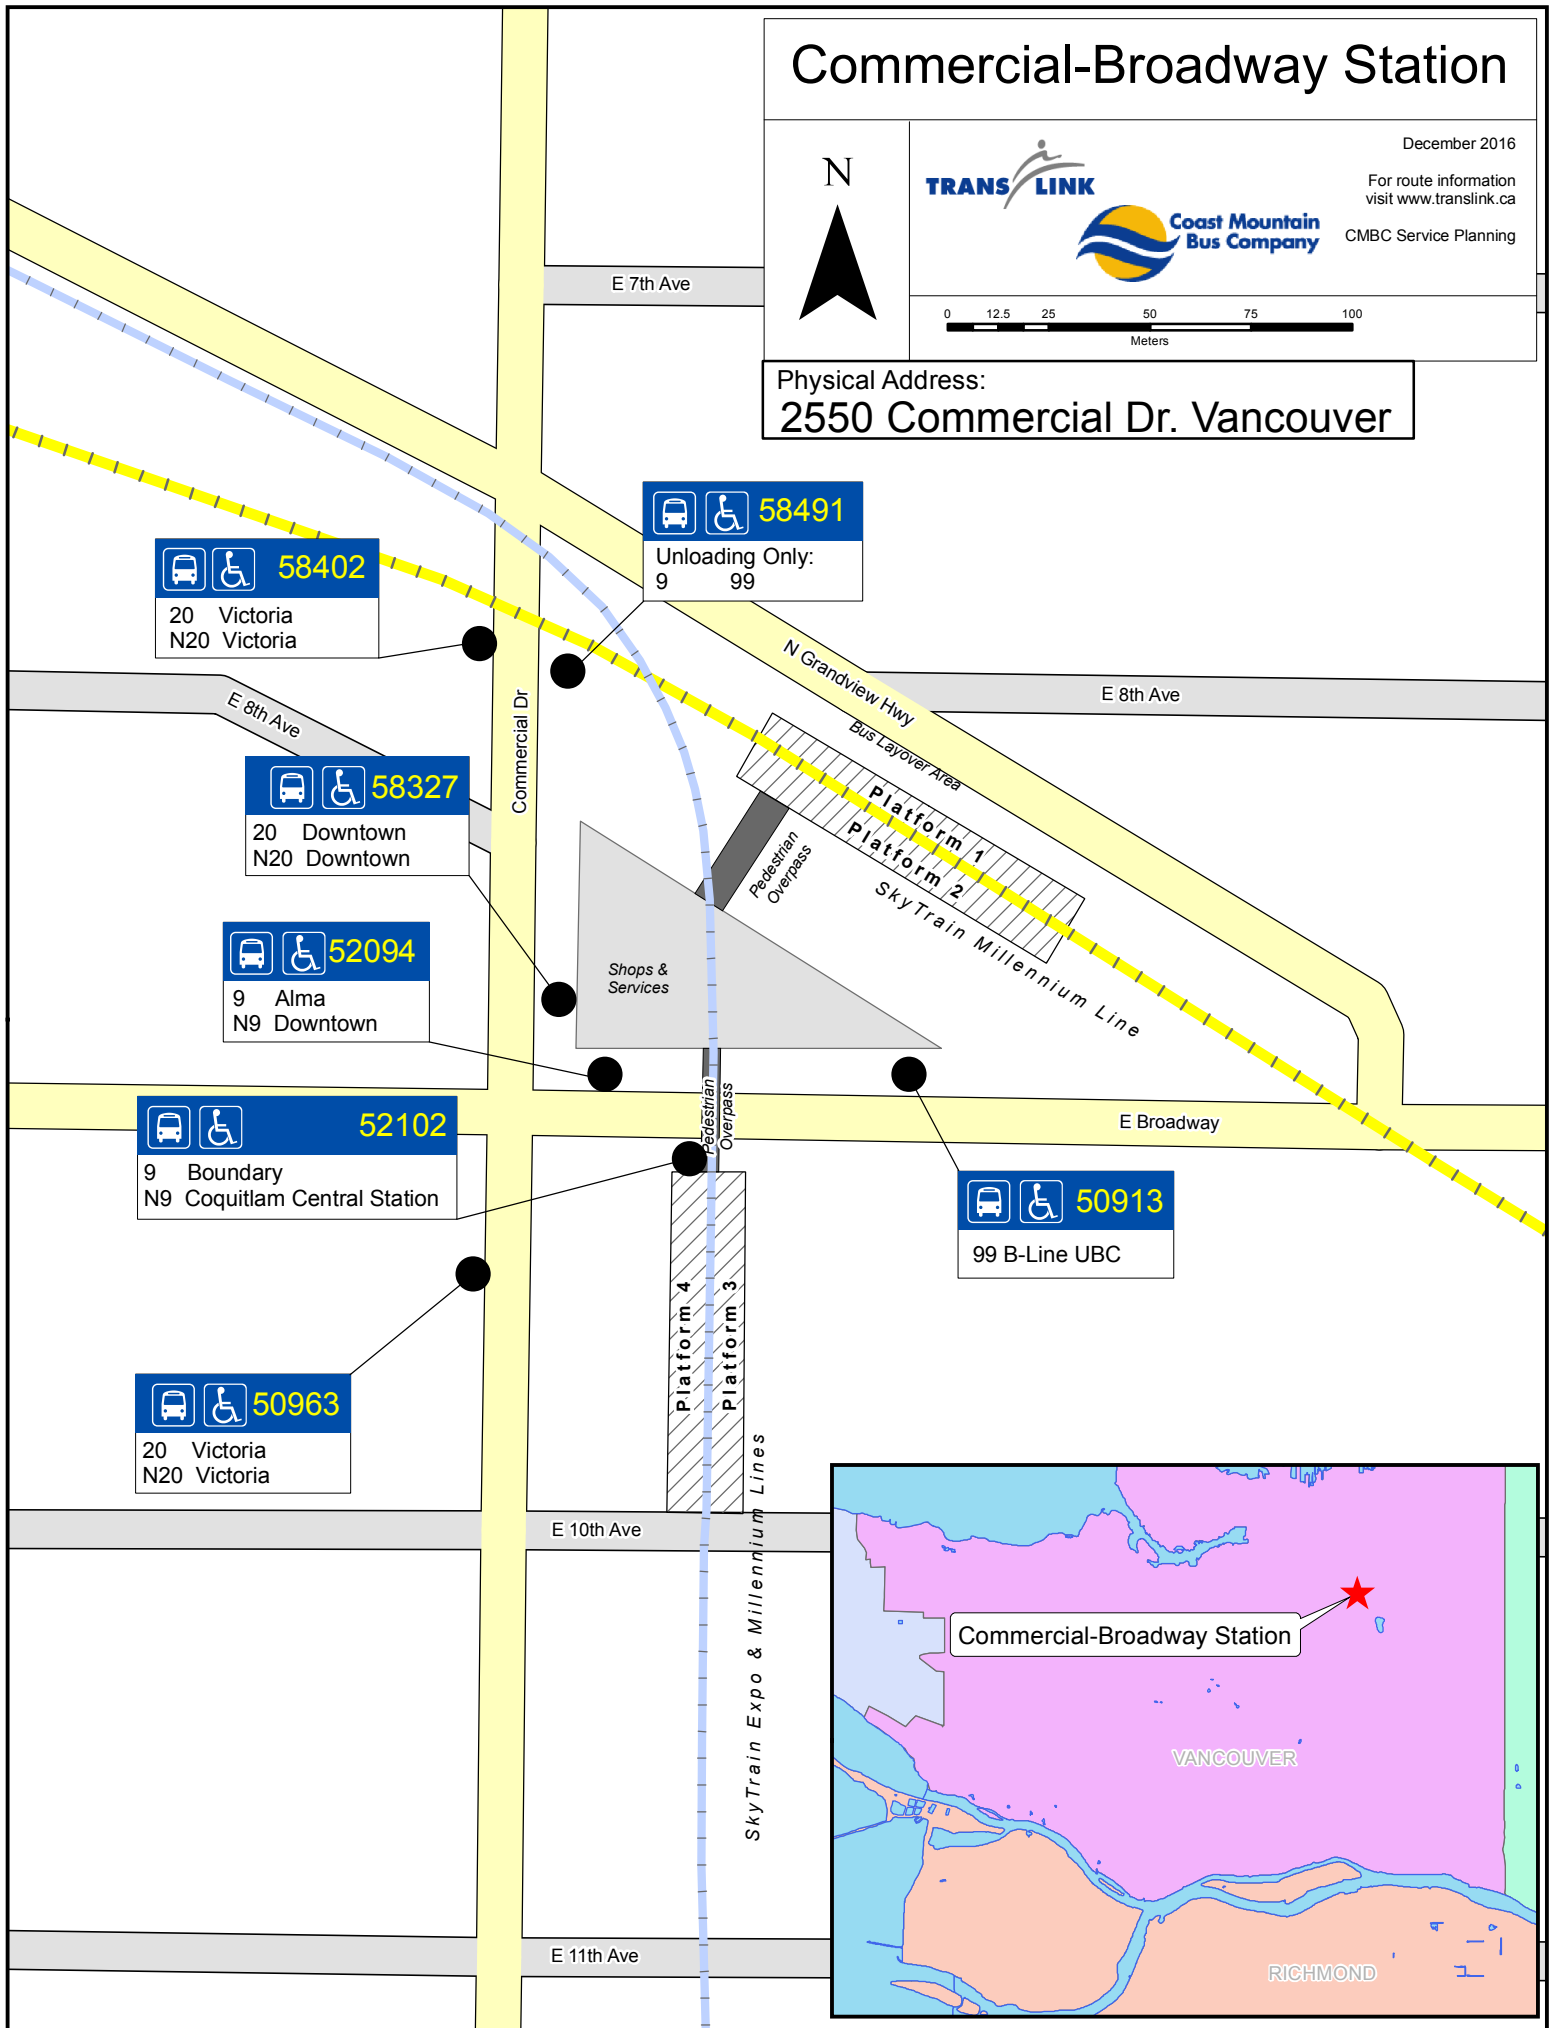 Commercial-Broadway Station
N
TRANS LINK
Coast Mountain
Bus Company
December 2016
For route information
visit www.translink.ca
CMBC Service Planning
0 12.5 25 50 75 100
Meters
Physical Address:
2550 Commercial Dr. Vancouver
E 7th Ave
58491
Unloading Only:
9 99
58402
20 Victoria
N20 Victoria
N Grandview Hwy
E 8th Ave
E 8th Ave
Commercial Dr
Bus Layover Area
58327
20 Downtown
N20 Downtown
Platform 1
Platform 2
Pedestrian
Overpass
SkyTrain Millennium Line
52094
9 Alma
N9 Downtown
Shops &
Services
Pedestrian
Overpass
E Broadway
52102
9 Boundary
N9 Coquitlam Central Station
50913
99 B-Line UBC
Platform 4
Platform 3
50963
20 Victoria
N20 Victoria
SkyTrain Expo & Millennium Lines
E 10th Ave
E 11th Ave
Commercial-Broadway Station
VANCOUVER
RICHMOND